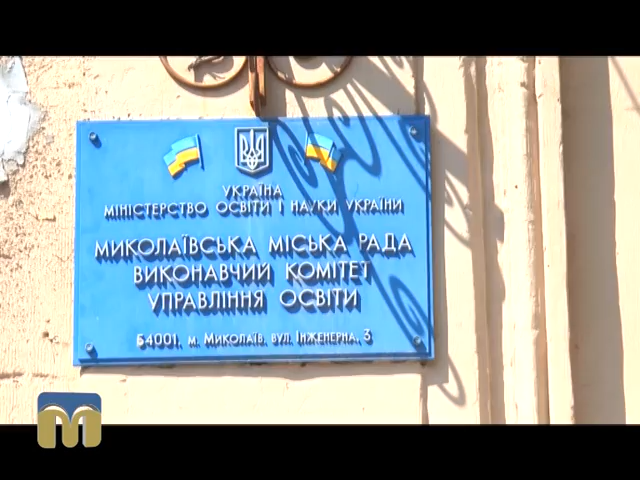 УКРАЇНА
МІНІСТЕРСТВО ОСВІТИ І НАУКИ УКРАЇНИ
МИКОЛАЇВСЬКА МІСЬКА РАДА
ВИКОНАВЧИЙ КОМІТЕТ
УПРАВЛІННЯ ОСВІТИ
54001, М. МИКОЛАЇВ, ВУЛ. ІНЖЕНЕРНА, 3
М